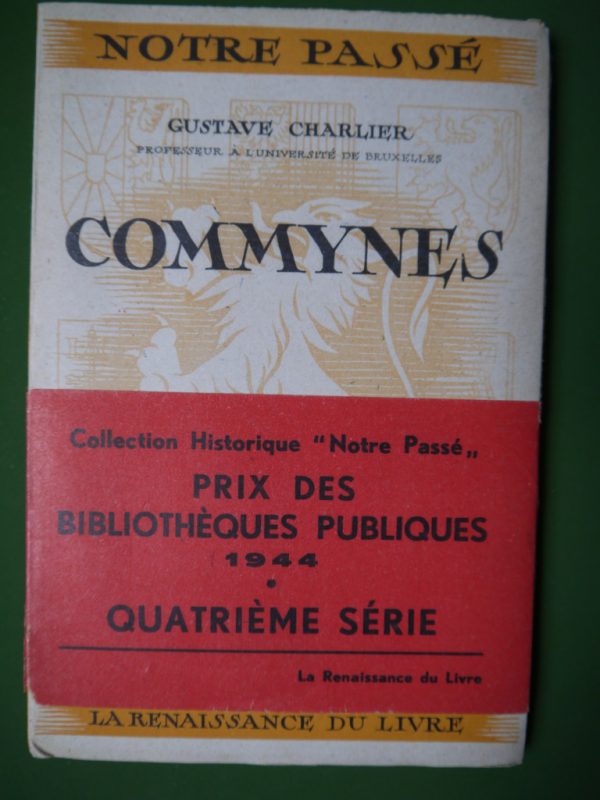 NOTRE PASSÉ
GUSTAVE CHARLIER
PROFESSEUR À L'UNIVERSITÉ DE BRUXELLES
COMMYNES
Collection Historique "Notre Passé„
PRIX DES
BIBLIOTHÈQUES PUBLIQUES
1944
•
QUATRIÈME SÉRIE
La Renaissance du Livre
LA RENAISSANCE DU LIVRE